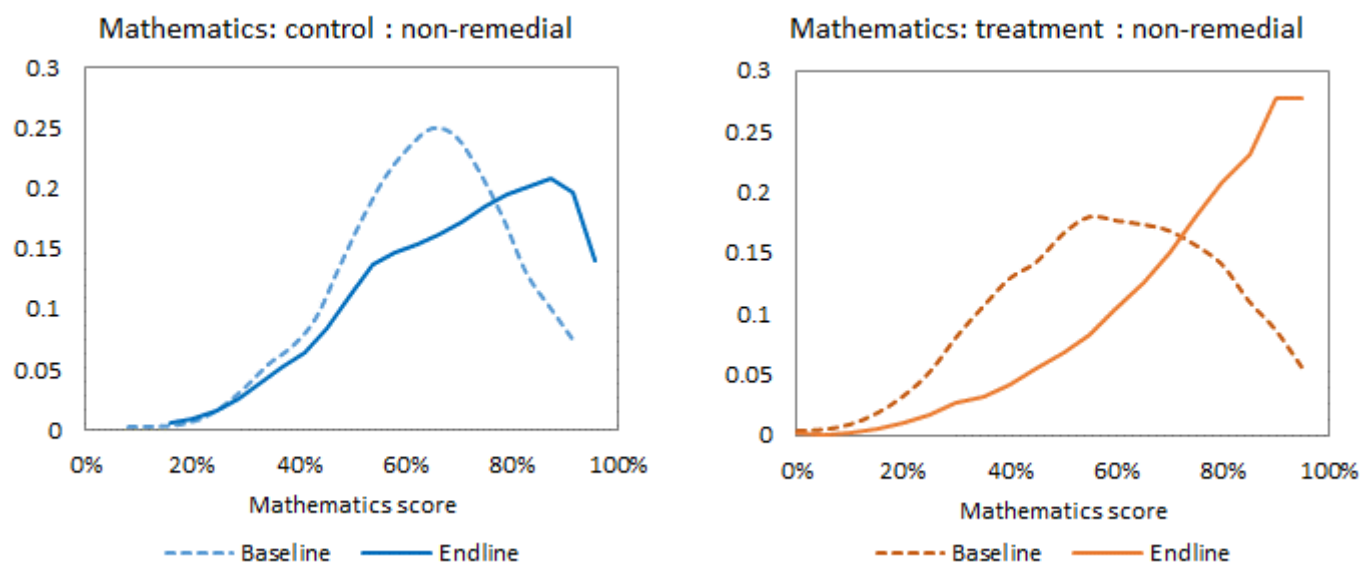 Mathematics: control : non-remedial
0.3
0.25
0.2
0.15
0.1
0.05
0
0% 20% 40% 60% 80% 100%
Mathematics score
Baseline Endline
Mathematics: treatment : non-remedial
0.3
0.25
0.2
0.15
0.1
0.05
0
0% 20% 40% 60% 80% 100%
Mathematics score
Baseline Endline